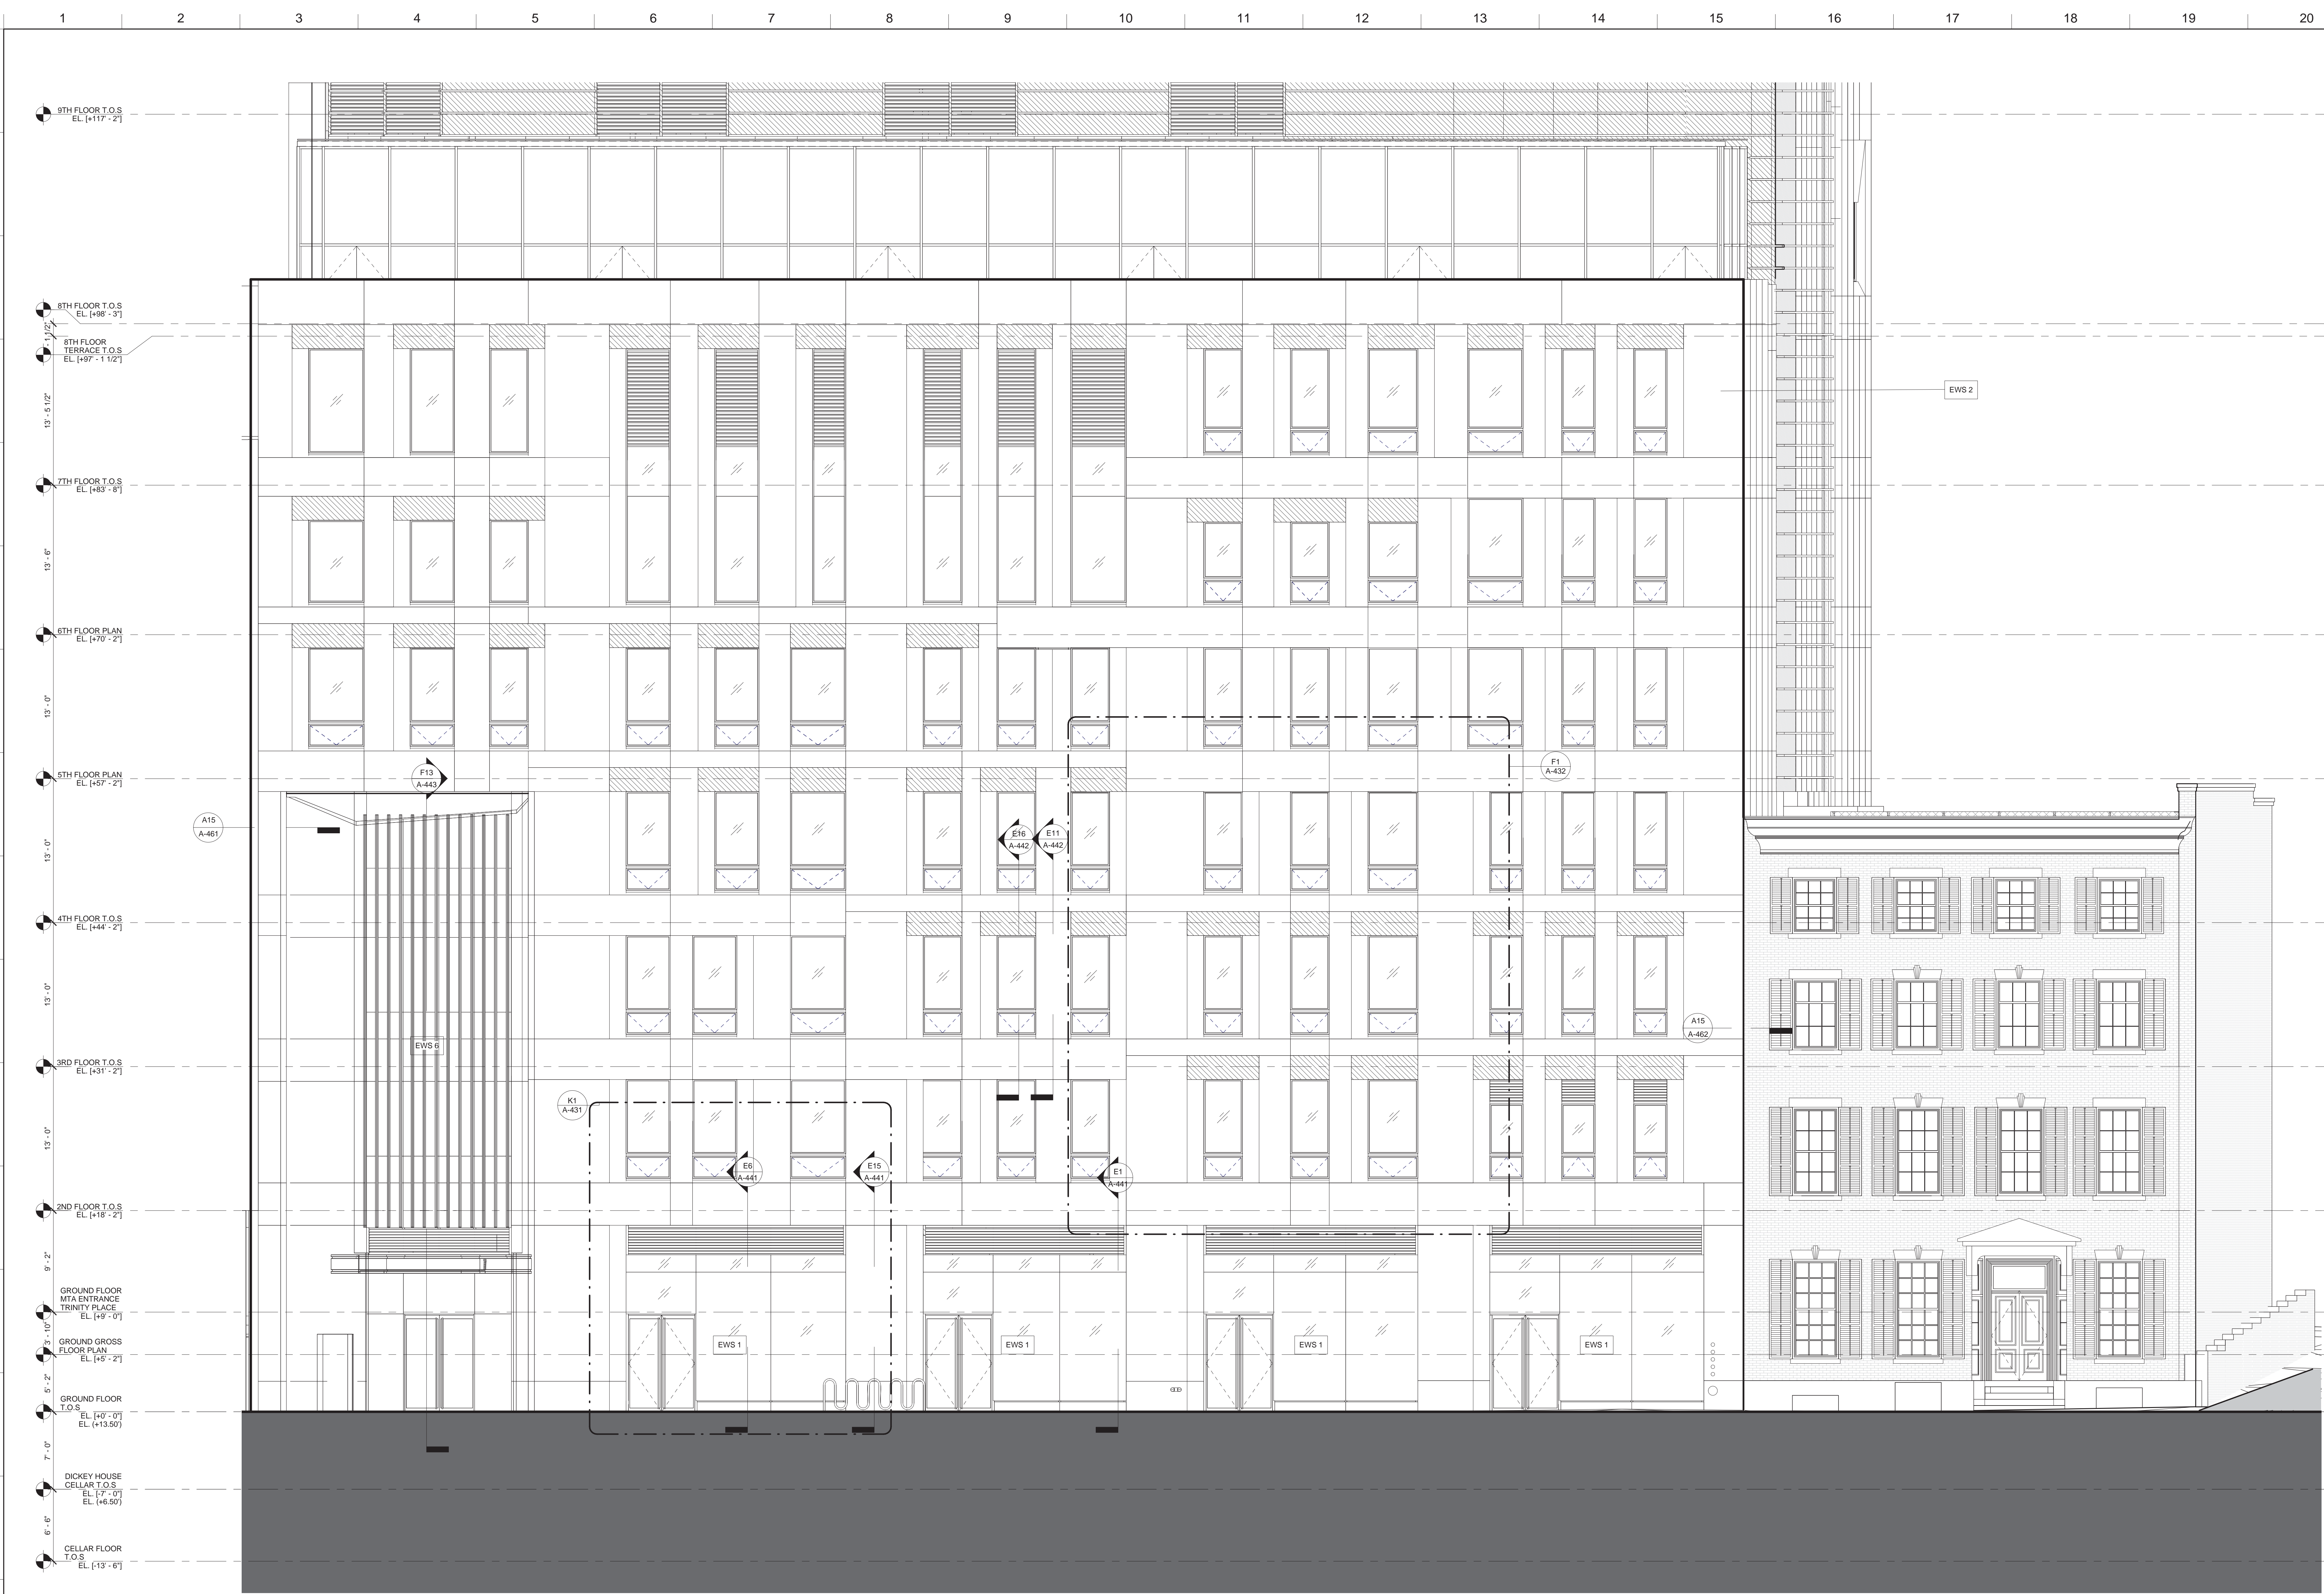 1 2 3 4 5 6 7 8 9 10 11 12 13 14 15 16 17 18 19 20
9TH FLOOR T.O.S
EL. [+117' - 2"]
8TH FLOOR T.O.S
EL. [+98' - 3"]
1' - 1 1/2"
8TH FLOOR
TERRACE T.O.S
EL. [+97' - 1 1/2"]
EWS 2
13' - 5 1/2"
7TH FLOOR T.O.S
EL. [+83' - 8"]
13' - 6"
6TH FLOOR PLAN
EL. [+70' - 2"]
13' - 0"
F1
A-432
5TH FLOOR PLAN
EL. [+57' - 2"]
F13
A-443
A15
A-461
E16
A-442
E11
A-442
13' - 0"
4TH FLOOR T.O.S
EL. [+44' - 2"]
13' - 0"
A15
A-462
EWS 6
3RD FLOOR T.O.S
EL. [+31' - 2"]
K1
A-431
13' - 0"
E6
A-441
E15
A-441
E1
A-441
2ND FLOOR T.O.S
EL. [+18' - 2"]
9' - 2"
GROUND FLOOR
MTA ENTRANCE
TRINITY PLACE
EL. [+9' - 0"]
3' - 10"
GROUND GROSS
FLOOR PLAN
EL. [+5' - 2"]
EWS 1
EWS 1
EWS 1
EWS 1
5' - 2"
GROUND FLOOR
T.O.S
EL. [+0' - 0"]
EL. (+13.50')
7' - 0"
DICKEY HOUSE
CELLAR T.O.S
EL. [-7' - 0"]
EL. (+6.50')
6' - 6"
CELLAR FLOOR
T.O.S
EL. [-13' - 6"]